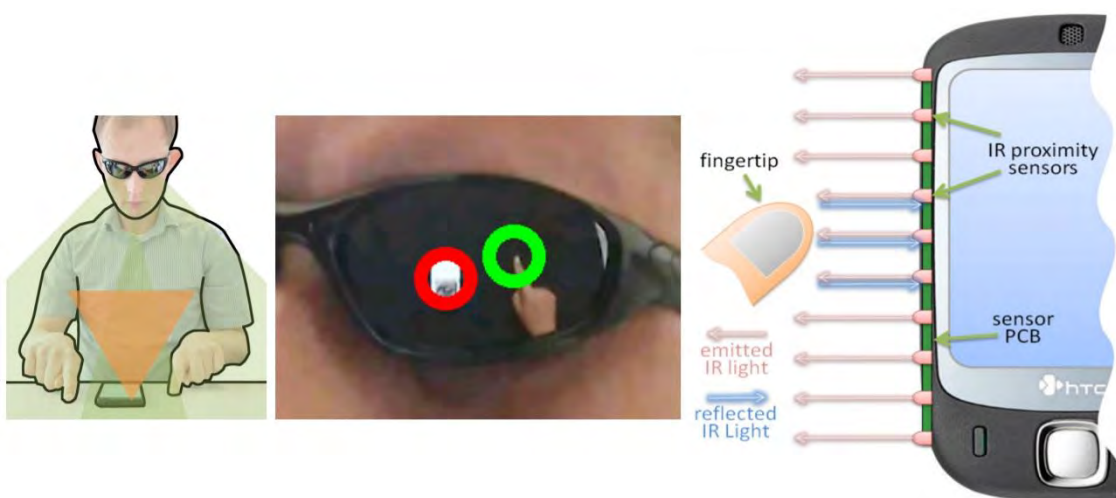 fingertip
IR proximity
sensors
sensor
PCB
emitted
IR light
reflected
IR Light
htc